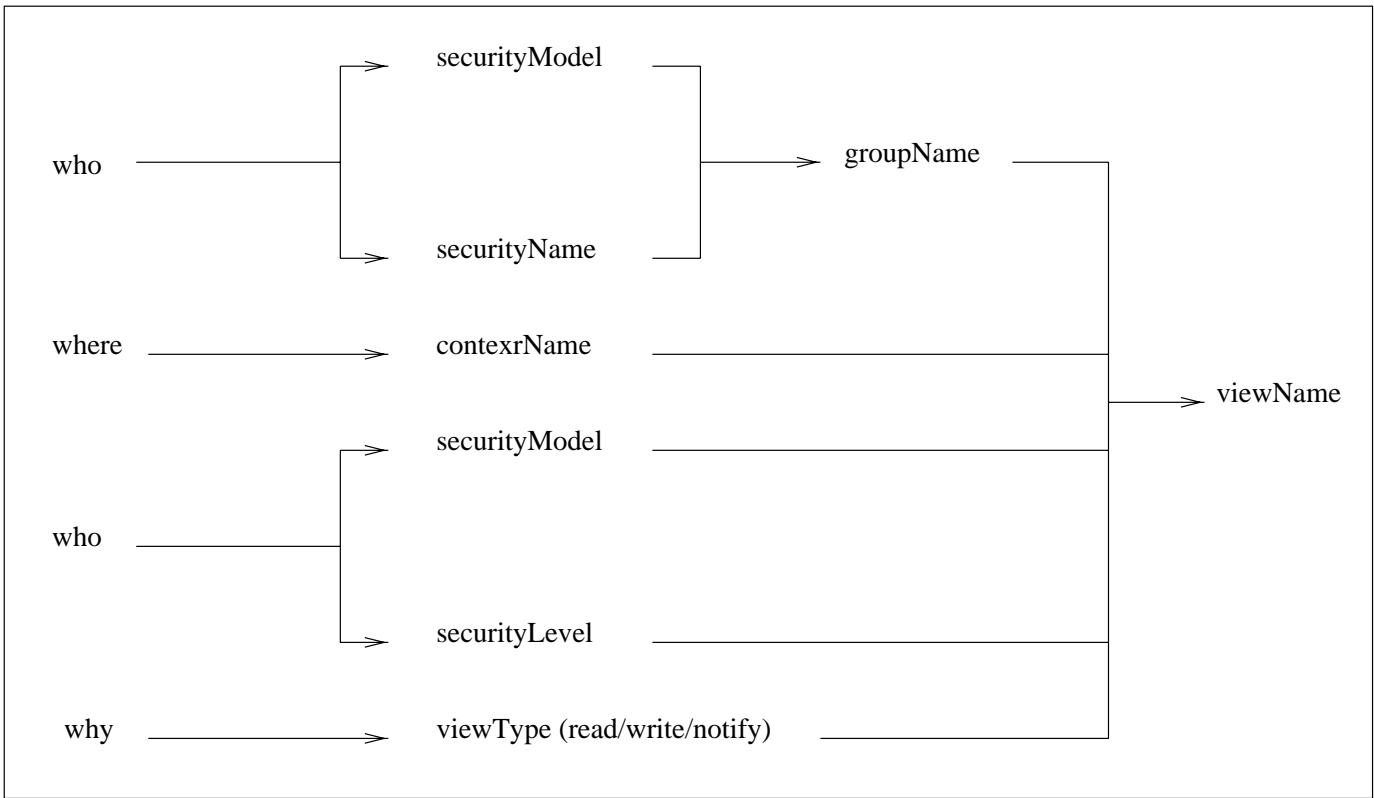 securityModel
who
groupName
securityName
where
contexrName
viewName
securityModel
who
securityLevel
why
viewType (read/write/notify)